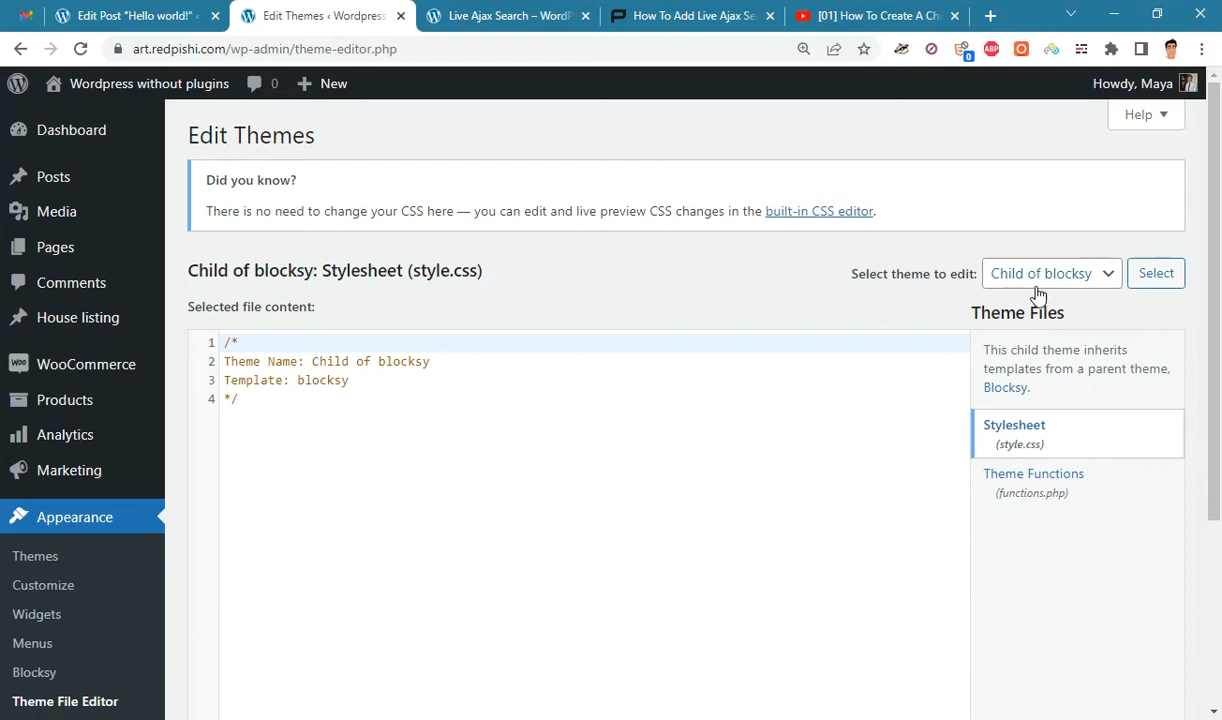 Edit Post "Hello world!" ‹
Edit Themes ‹ Wordpress
Live Ajax Search – WordP
How To Add Live Ajax Se
[01] How To Create A Chi
art.redpishi.com/wp-admin/theme-editor.php
0
ABP
Wordpress without plugins
0
New
Howdy, Maya
Help
Dashboard
Posts
Media
Pages
Comments
House listing
Woo
WooCommerce
Products
Analytics
Marketing
Appearance
Themes
Customize
Widgets
Menus
Blocksy
Theme File Editor
Edit Themes
Did you know?
There is no need to change your CSS here — you can edit and live preview CSS changes in the built-in CSS editor.
Child of blocksy: Stylesheet (style.css)
Select theme to edit:
Child of blocksy
Select
Selected file content:
1 /*
2 Theme Name: Child of blocksy
3 Template: blocksy
4 */
Theme Files
This child theme inherits
templates from a parent theme,
Blocksy.
Stylesheet
(style.css)
Theme Functions
(functions.php)